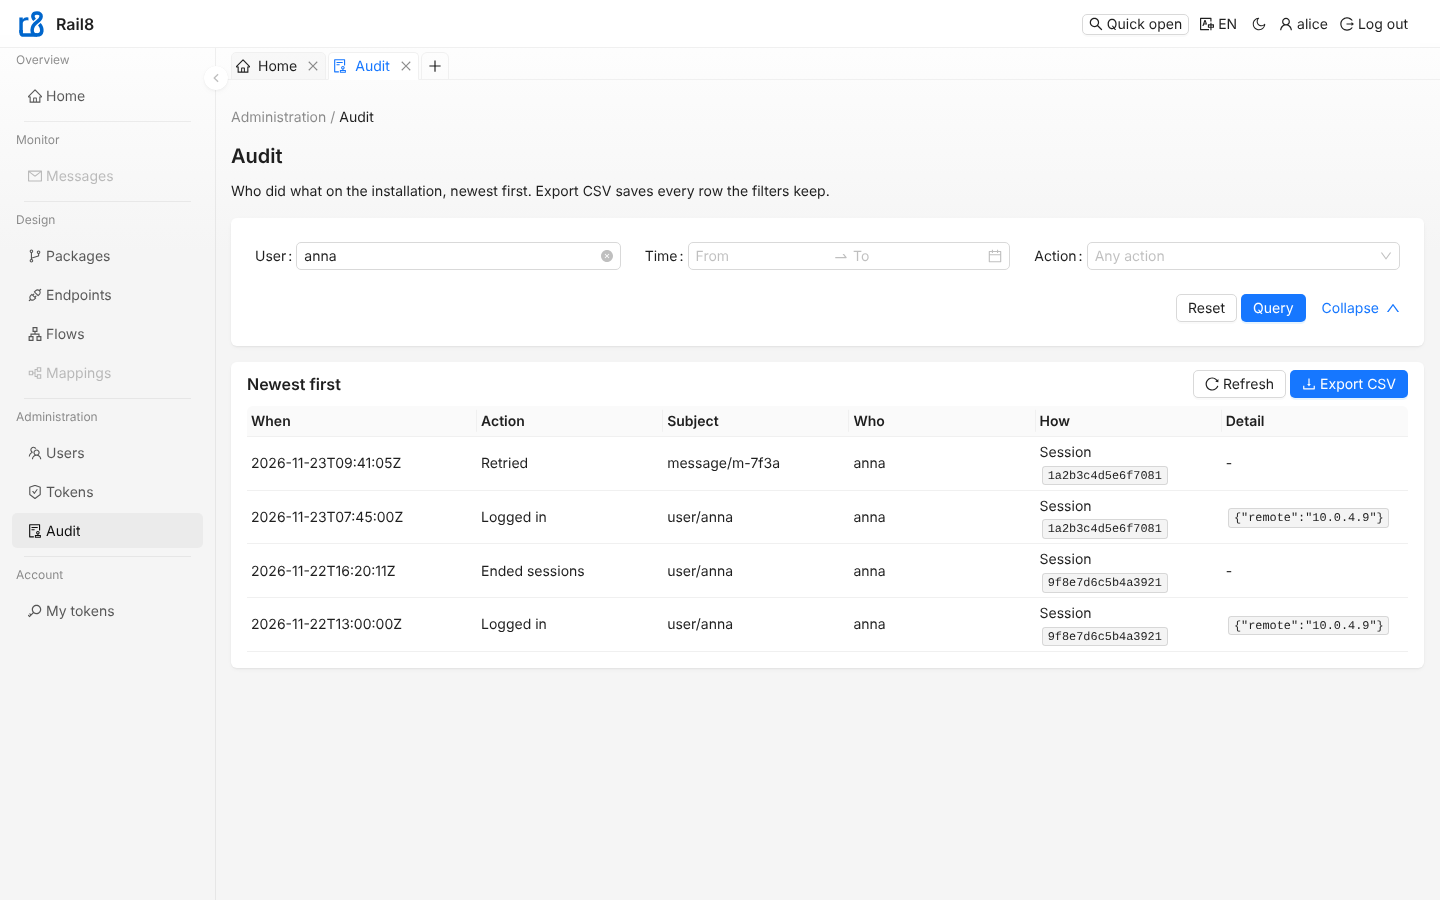 Rail8
Quick open
EN
alice
Log out
Overview
Home
Monitor
Messages
Design
Packages
Endpoints
Flows
Mappings
Administration
Users
Tokens
Audit
Account
My tokens
Home
Audit
Administration / Audit
Audit
Who did what on the installation, newest first. Export CSV saves every row the filters keep.
User: anna
Time: From To
Action: Any action
Reset
Query
Collapse
Newest first
Refresh
Export CSV
When Action Subject Who How Detail
2026-11-23T09:41:05Z Retried message/m-7f3a anna Session 1a2b3c4d5e6f7081 -
2026-11-23T07:45:00Z Logged in user/anna anna Session 1a2b3c4d5e6f7081 {"remote":"10.0.4.9"}
2026-11-22T16:20:11Z Ended sessions user/anna anna Session 9f8e7d6c5b4a3921 -
2026-11-22T13:00:00Z Logged in user/anna anna Session 9f8e7d6c5b4a3921 {"remote":"10.0.4.9"}